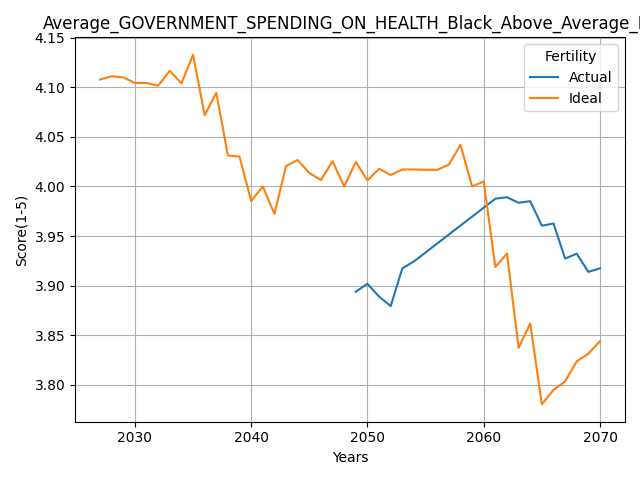 Average_GOVERNMENT_SPENDING_ON_HEALTH_Black_Above_Average_
4.15
4.10
4.05
4.00
3.95
3.90
3.85
3.80
Score(1-5)
Fertility
Actual
Ideal
2030
2040
2050
2060
2070
Years